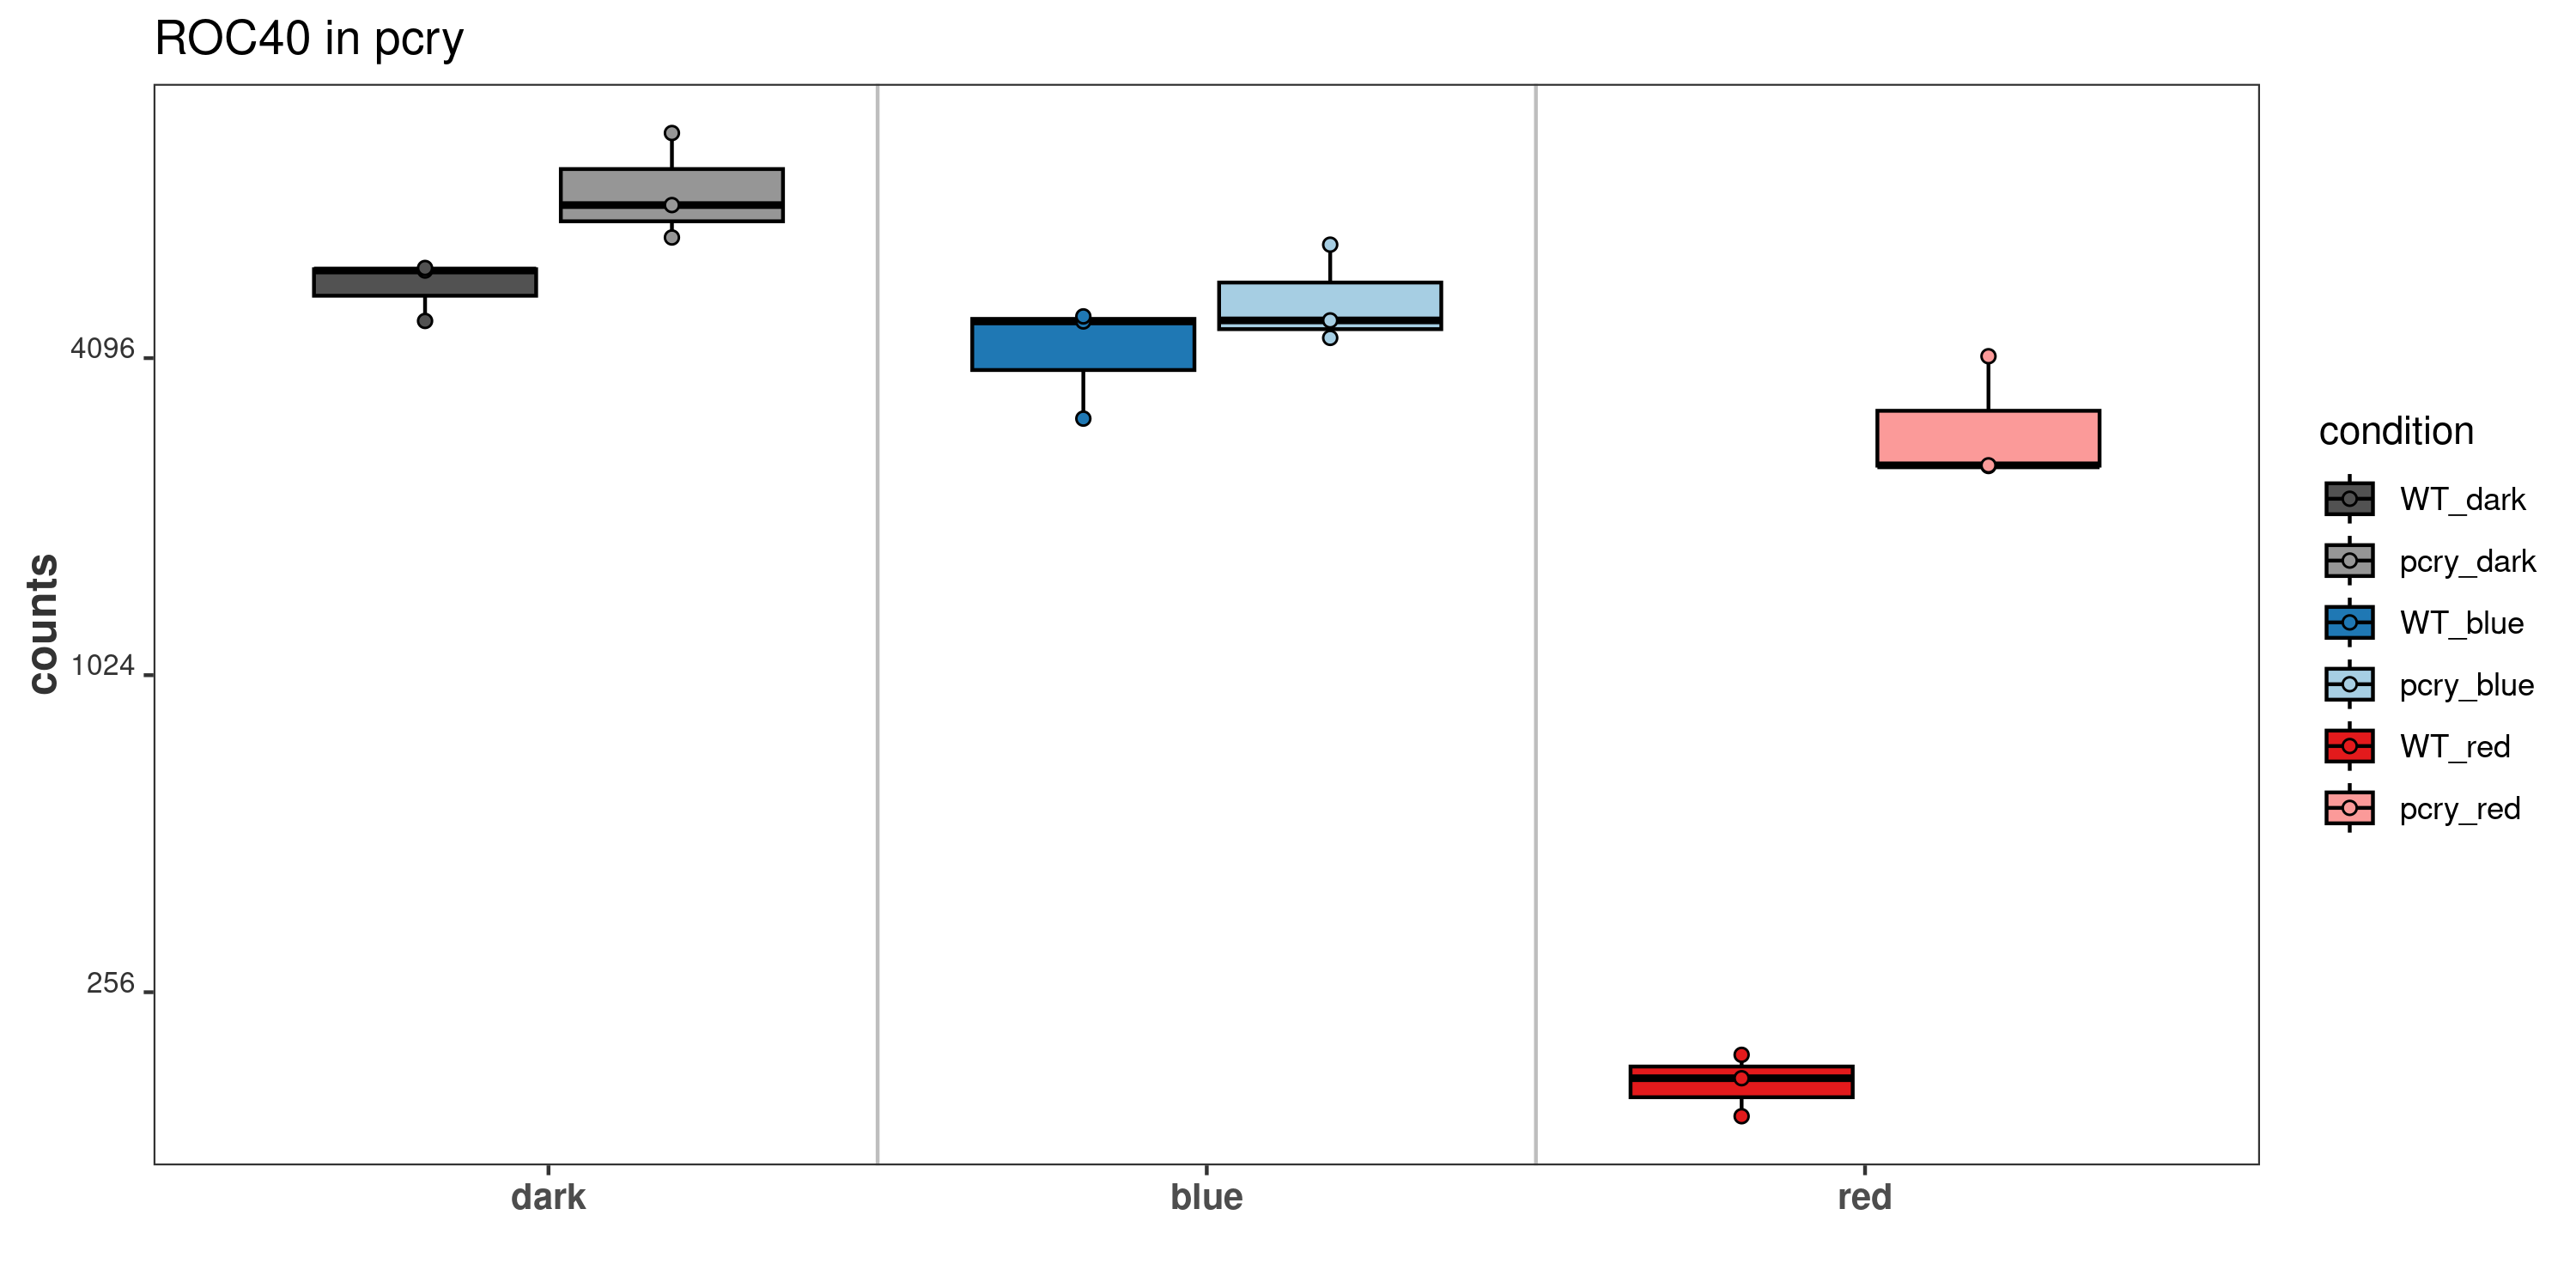 ROC40 in pcry
counts
4096
1024
256
dark
blue
red
condition
WT_dark
pcry_dark
WT_blue
pcry_blue
WT_red
pcry_red